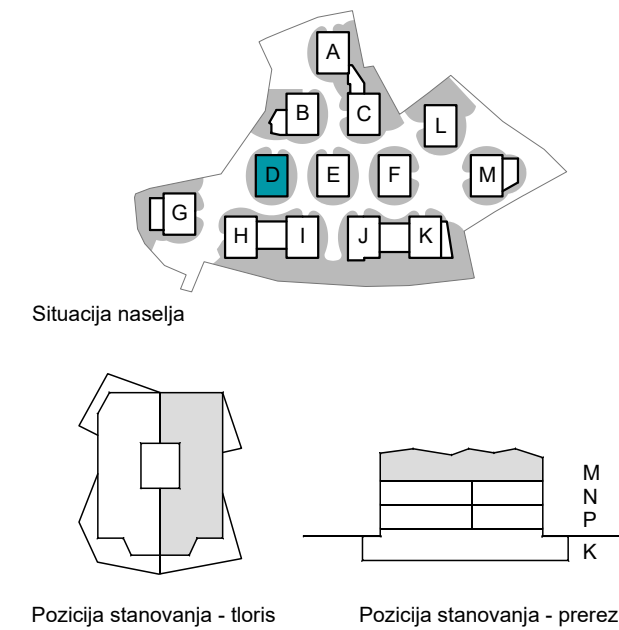 A
B
C
L
D
E
F
M
G
H
I
J
K
Situacija naselja
M
N
P
K
Pozicija stanovanja - tloris
Pozicija stanovanja - prerez